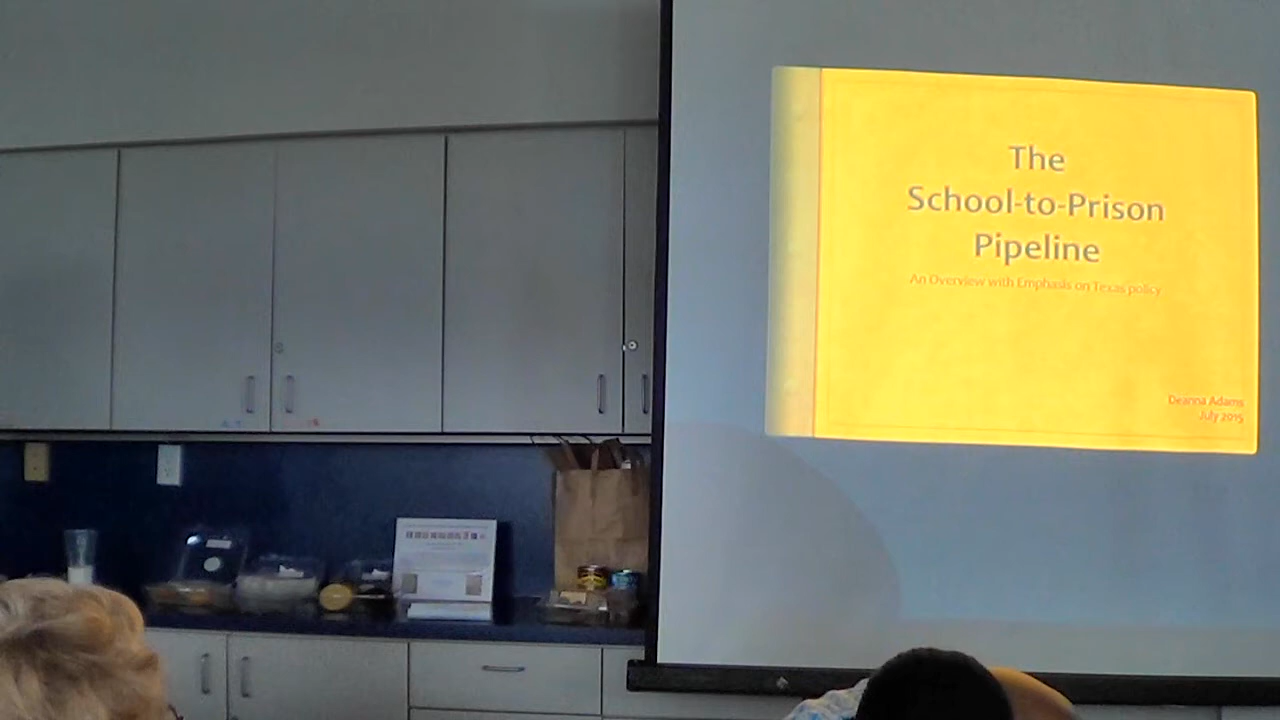 The
School-to-Prison
Pipeline
An Overview with Emphasis on Texas policy
Deanna Adams
July 2015